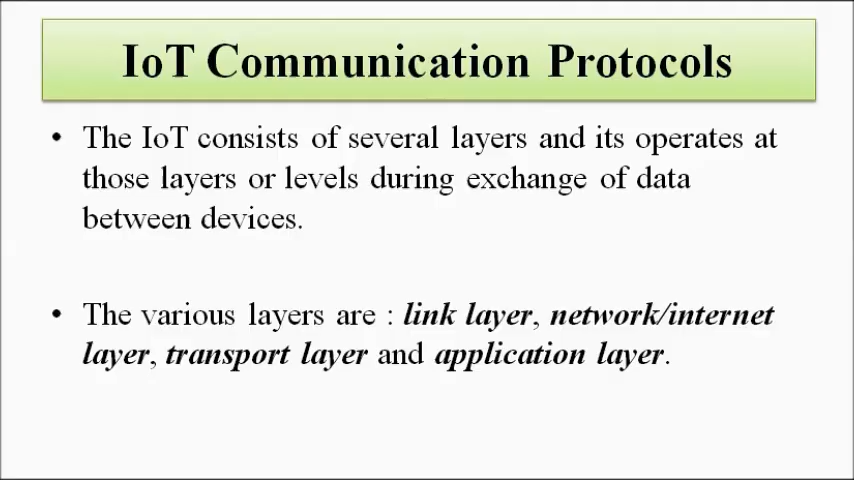 IoT Communication Protocols
• The IoT consists of several layers and its operates at
those layers or levels during exchange of data
between devices.
• The various layers are : link layer, network/internet
layer, transport layer and application layer.